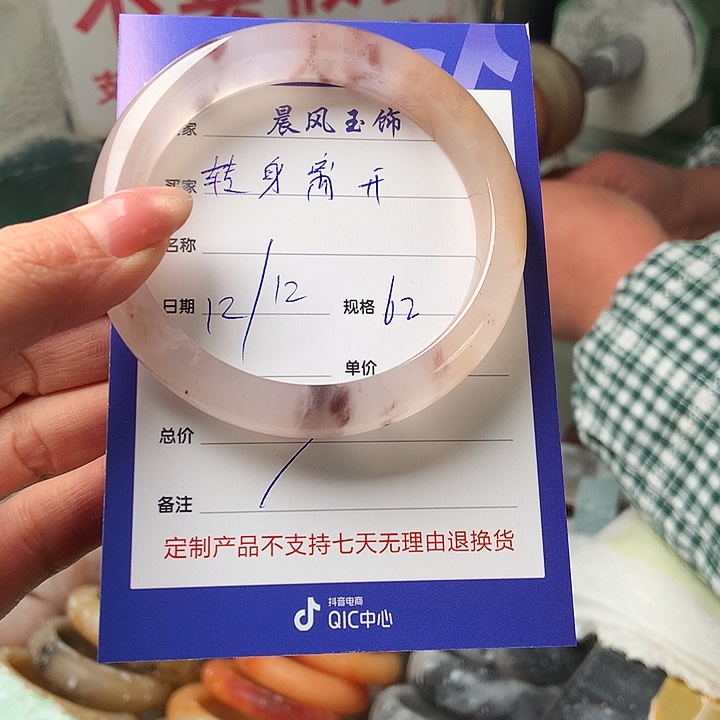 家 晨风玉饰
买家 转身离开
名称
日期 12/12 规格 62
单价
总价
备注
定制产品不支持七天无理由退换货
抖音电商
QIC中心